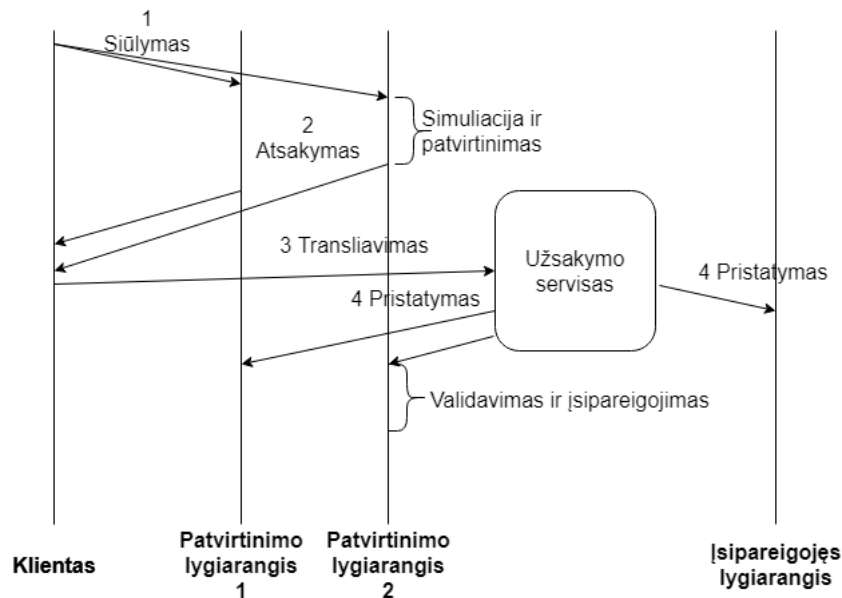 1
Siūlymas
2
Atsakymas
Simuliacija ir
patvirtinimas
3 Transliavimas
Užsakymo
servisas
4 Pristatymas
4 Pristatymas
Validavimas ir įsipareigojimas
Klientas
Patvirtinimo
lygiarangis
1
Patvirtinimo
lygiarangis
2
Įsipareigojęs
lygiarangis